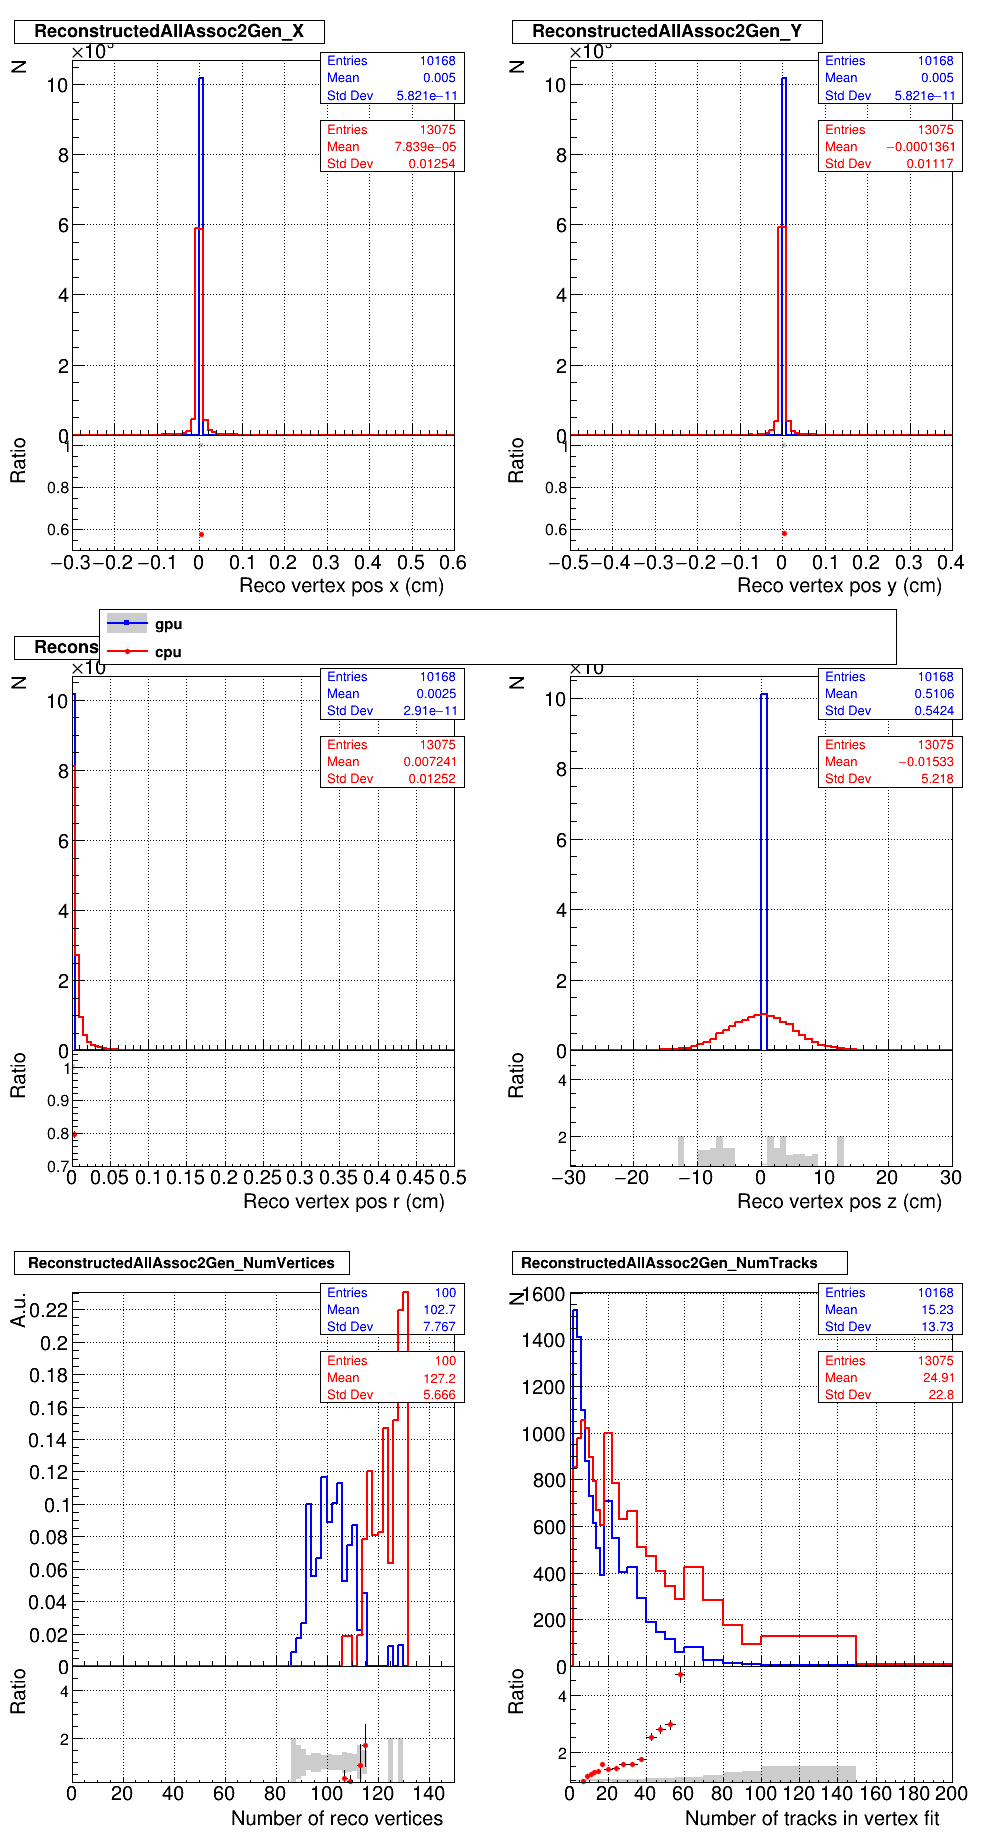 ReconstructedAllAssoc2Gen_X
N
Entries 10168
Mean 0.005
Std Dev 5.821e−11
Entries 13075
Mean 7.839e−05
Std Dev 0.01254
10
8
6
4
2
0
Ratio
0.8
0.6
−0.3 −0.2 −0.1 0 0.1 0.2 0.3 0.4 0.5 0.6
Reco vertex pos x (cm)
ReconstructedAllAssoc2Gen_Y
N
Entries 10168
Mean 0.005
Std Dev 5.821e−11
Entries 13075
Mean −0.0001361
Std Dev 0.01117
10
8
6
4
2
0
Ratio
0.8
0.6
−0.5 −0.4 −0.3 −0.2 −0.1 0 0.1 0.2 0.3 0.4
Reco vertex pos y (cm)
gpu
cpu
Recons
N
×10
Entries 10168
Mean 0.0025
Std Dev 2.91e−11
Entries 13075
Mean 0.007241
Std Dev 0.01252
10
8
6
4
2
0
Ratio
1
0.9
0.8
0.7
0 0.05 0.1 0.15 0.2 0.25 0.3 0.35 0.4 0.45 0.5
Reco vertex pos r (cm)
N
×10
Entries 10168
Mean 0.5106
Std Dev 0.5424
Entries 13075
Mean −0.01533
Std Dev 5.218
10
8
6
4
2
0
Ratio
4
2
−30 −20 −10 0 10 20 30
Reco vertex pos z (cm)
ReconstructedAllAssoc2Gen_NumVertices
A.u.
Entries 100
Mean 102.7
Std Dev 7.767
Entries 100
Mean 127.2
Std Dev 5.666
0.22
0.2
0.18
0.16
0.14
0.12
0.1
0.08
0.06
0.04
0.02
0
Ratio
4
2
0 20 40 60 80 100 120 140
Number of reco vertices
ReconstructedAllAssoc2Gen_NumTracks
N
Entries 10168
Mean 15.23
Std Dev 13.73
Entries 13075
Mean 24.91
Std Dev 22.8
1600
1400
1200
1000
800
600
400
200
0
Ratio
4
2
0 20 40 60 80 100 120 140 160 180 200
Number of tracks in vertex fit